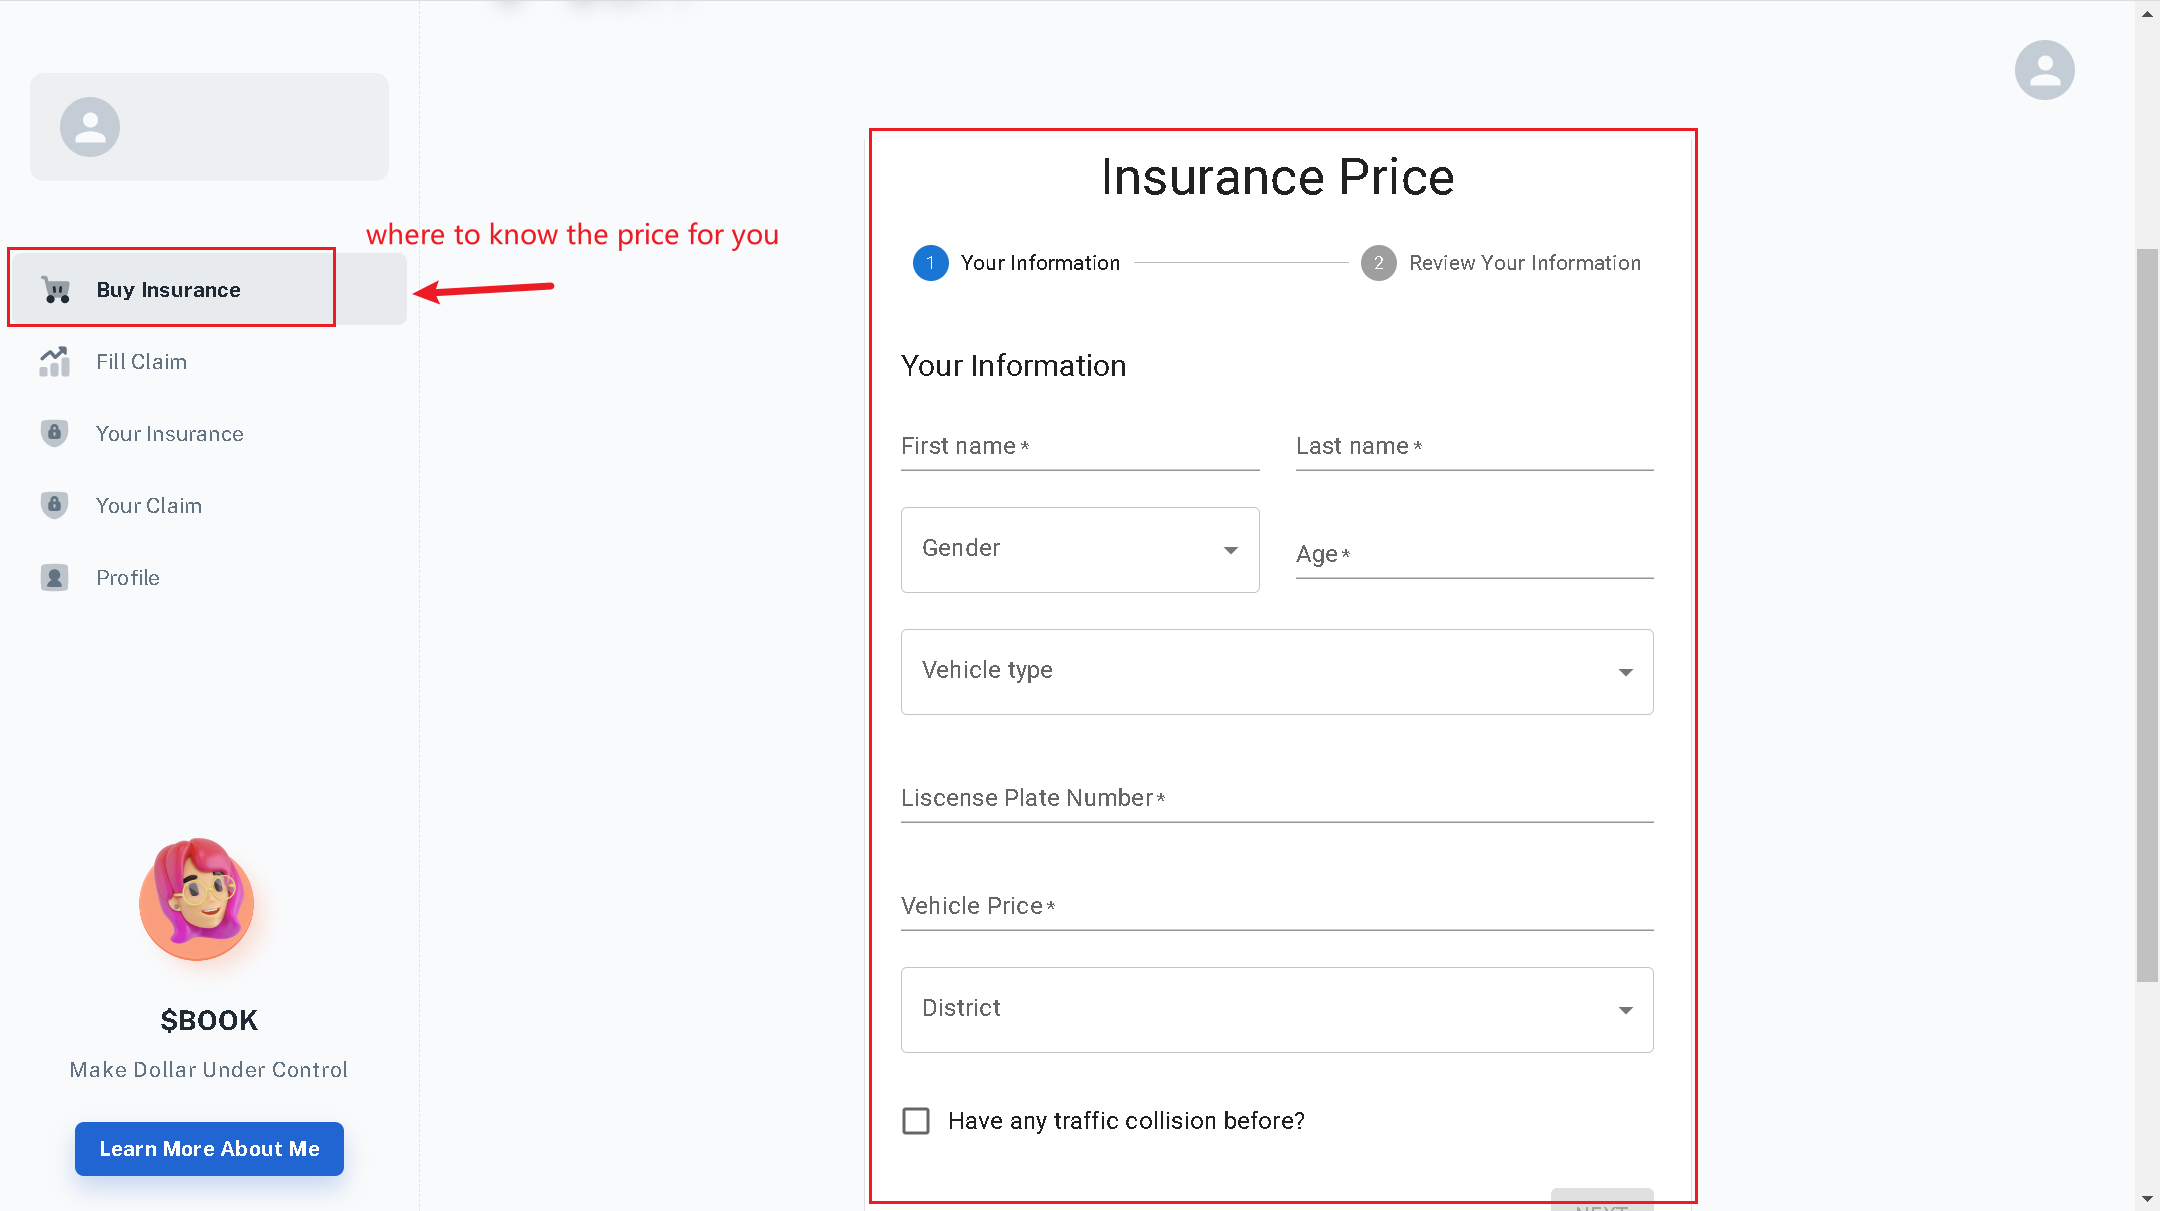 where to know the price for you
Buy Insurance
Fill Claim
Your Insurance
Your Claim
Profile
$BOOK
Make Dollar Under Control
Learn More About Me
Insurance Price
1 Your Information
2 Review Your Information
Your Information
First name *
Last name *
Gender
Age *
Vehicle type
Liscense Plate Number *
Vehicle Price *
District
Have any traffic collision before?
NEXT